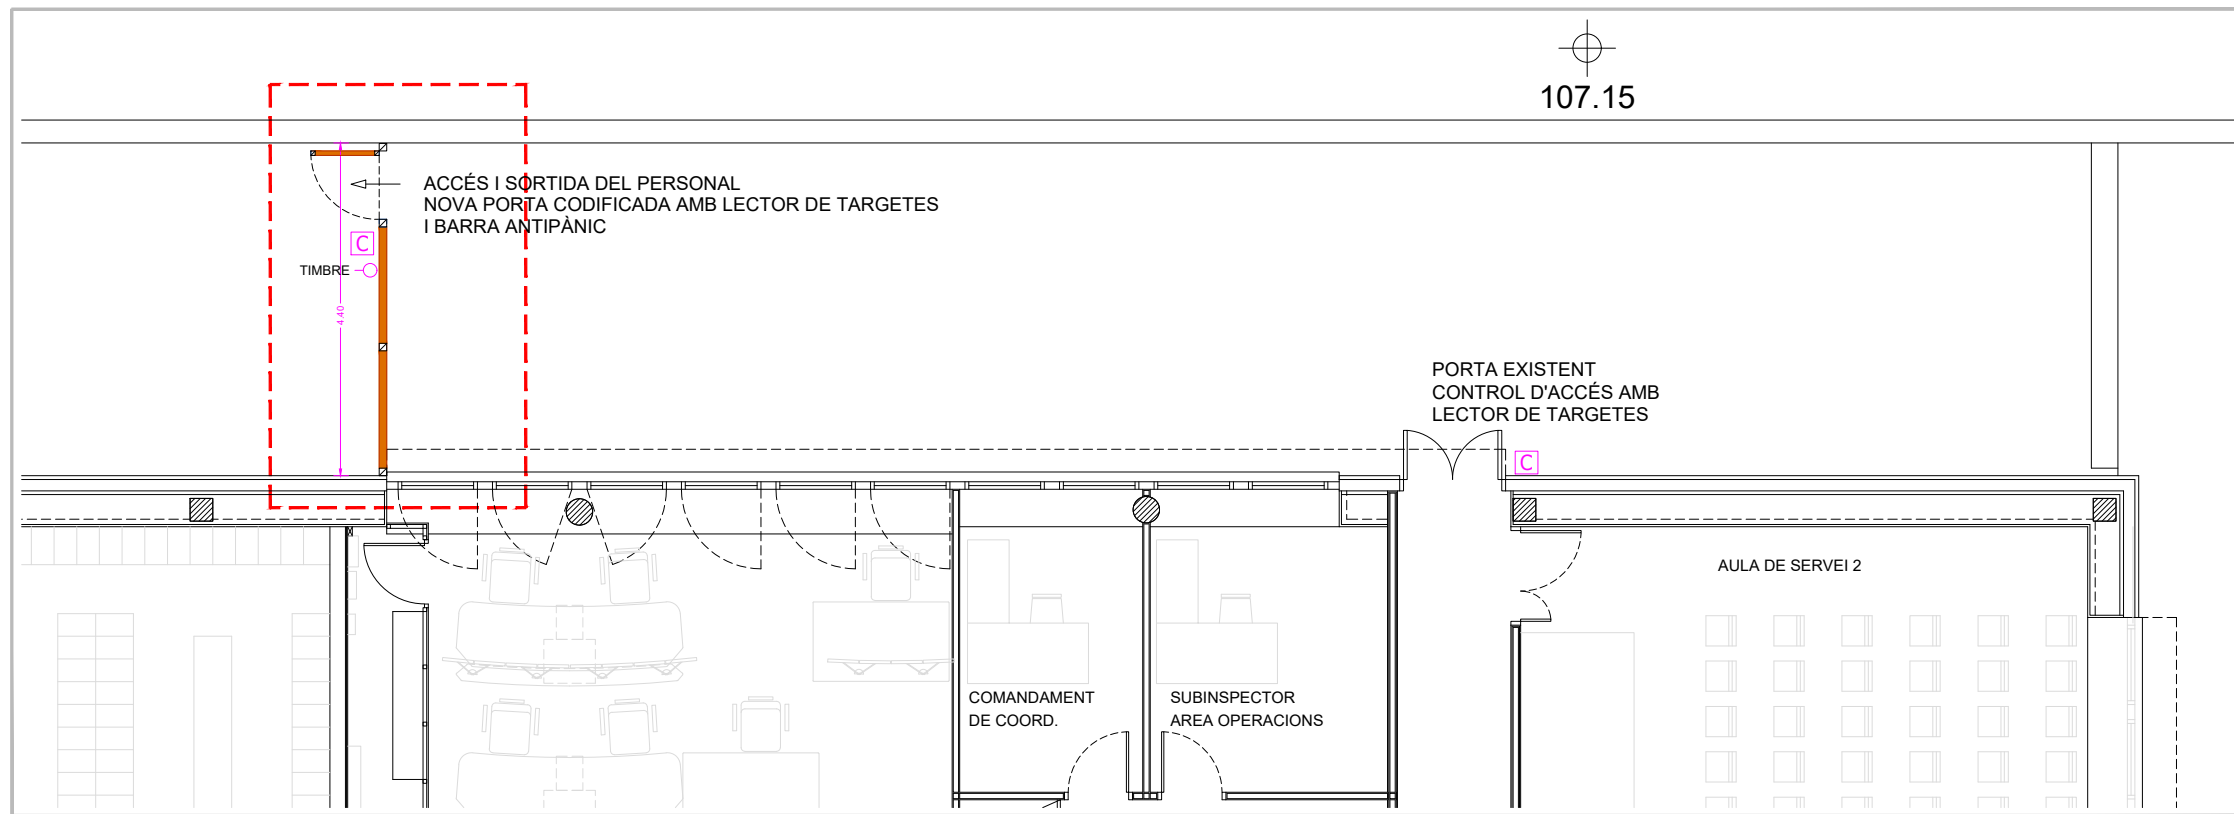 107.15
ACCÉS I SORTIDA DEL PERSONAL
NOVA PORTA CODIFICADA AMB LECTOR DE TARGETES
I BARRA ANTIPÀNIC
C
TIMBRE
4.40
PORTA EXISTENT
CONTROL D'ACCÉS AMB
LECTOR DE TARGETES
C
AULA DE SERVEI 2
COMANDAMENT
DE COORD.
SUBINSPECTOR
AREA OPERACIONS